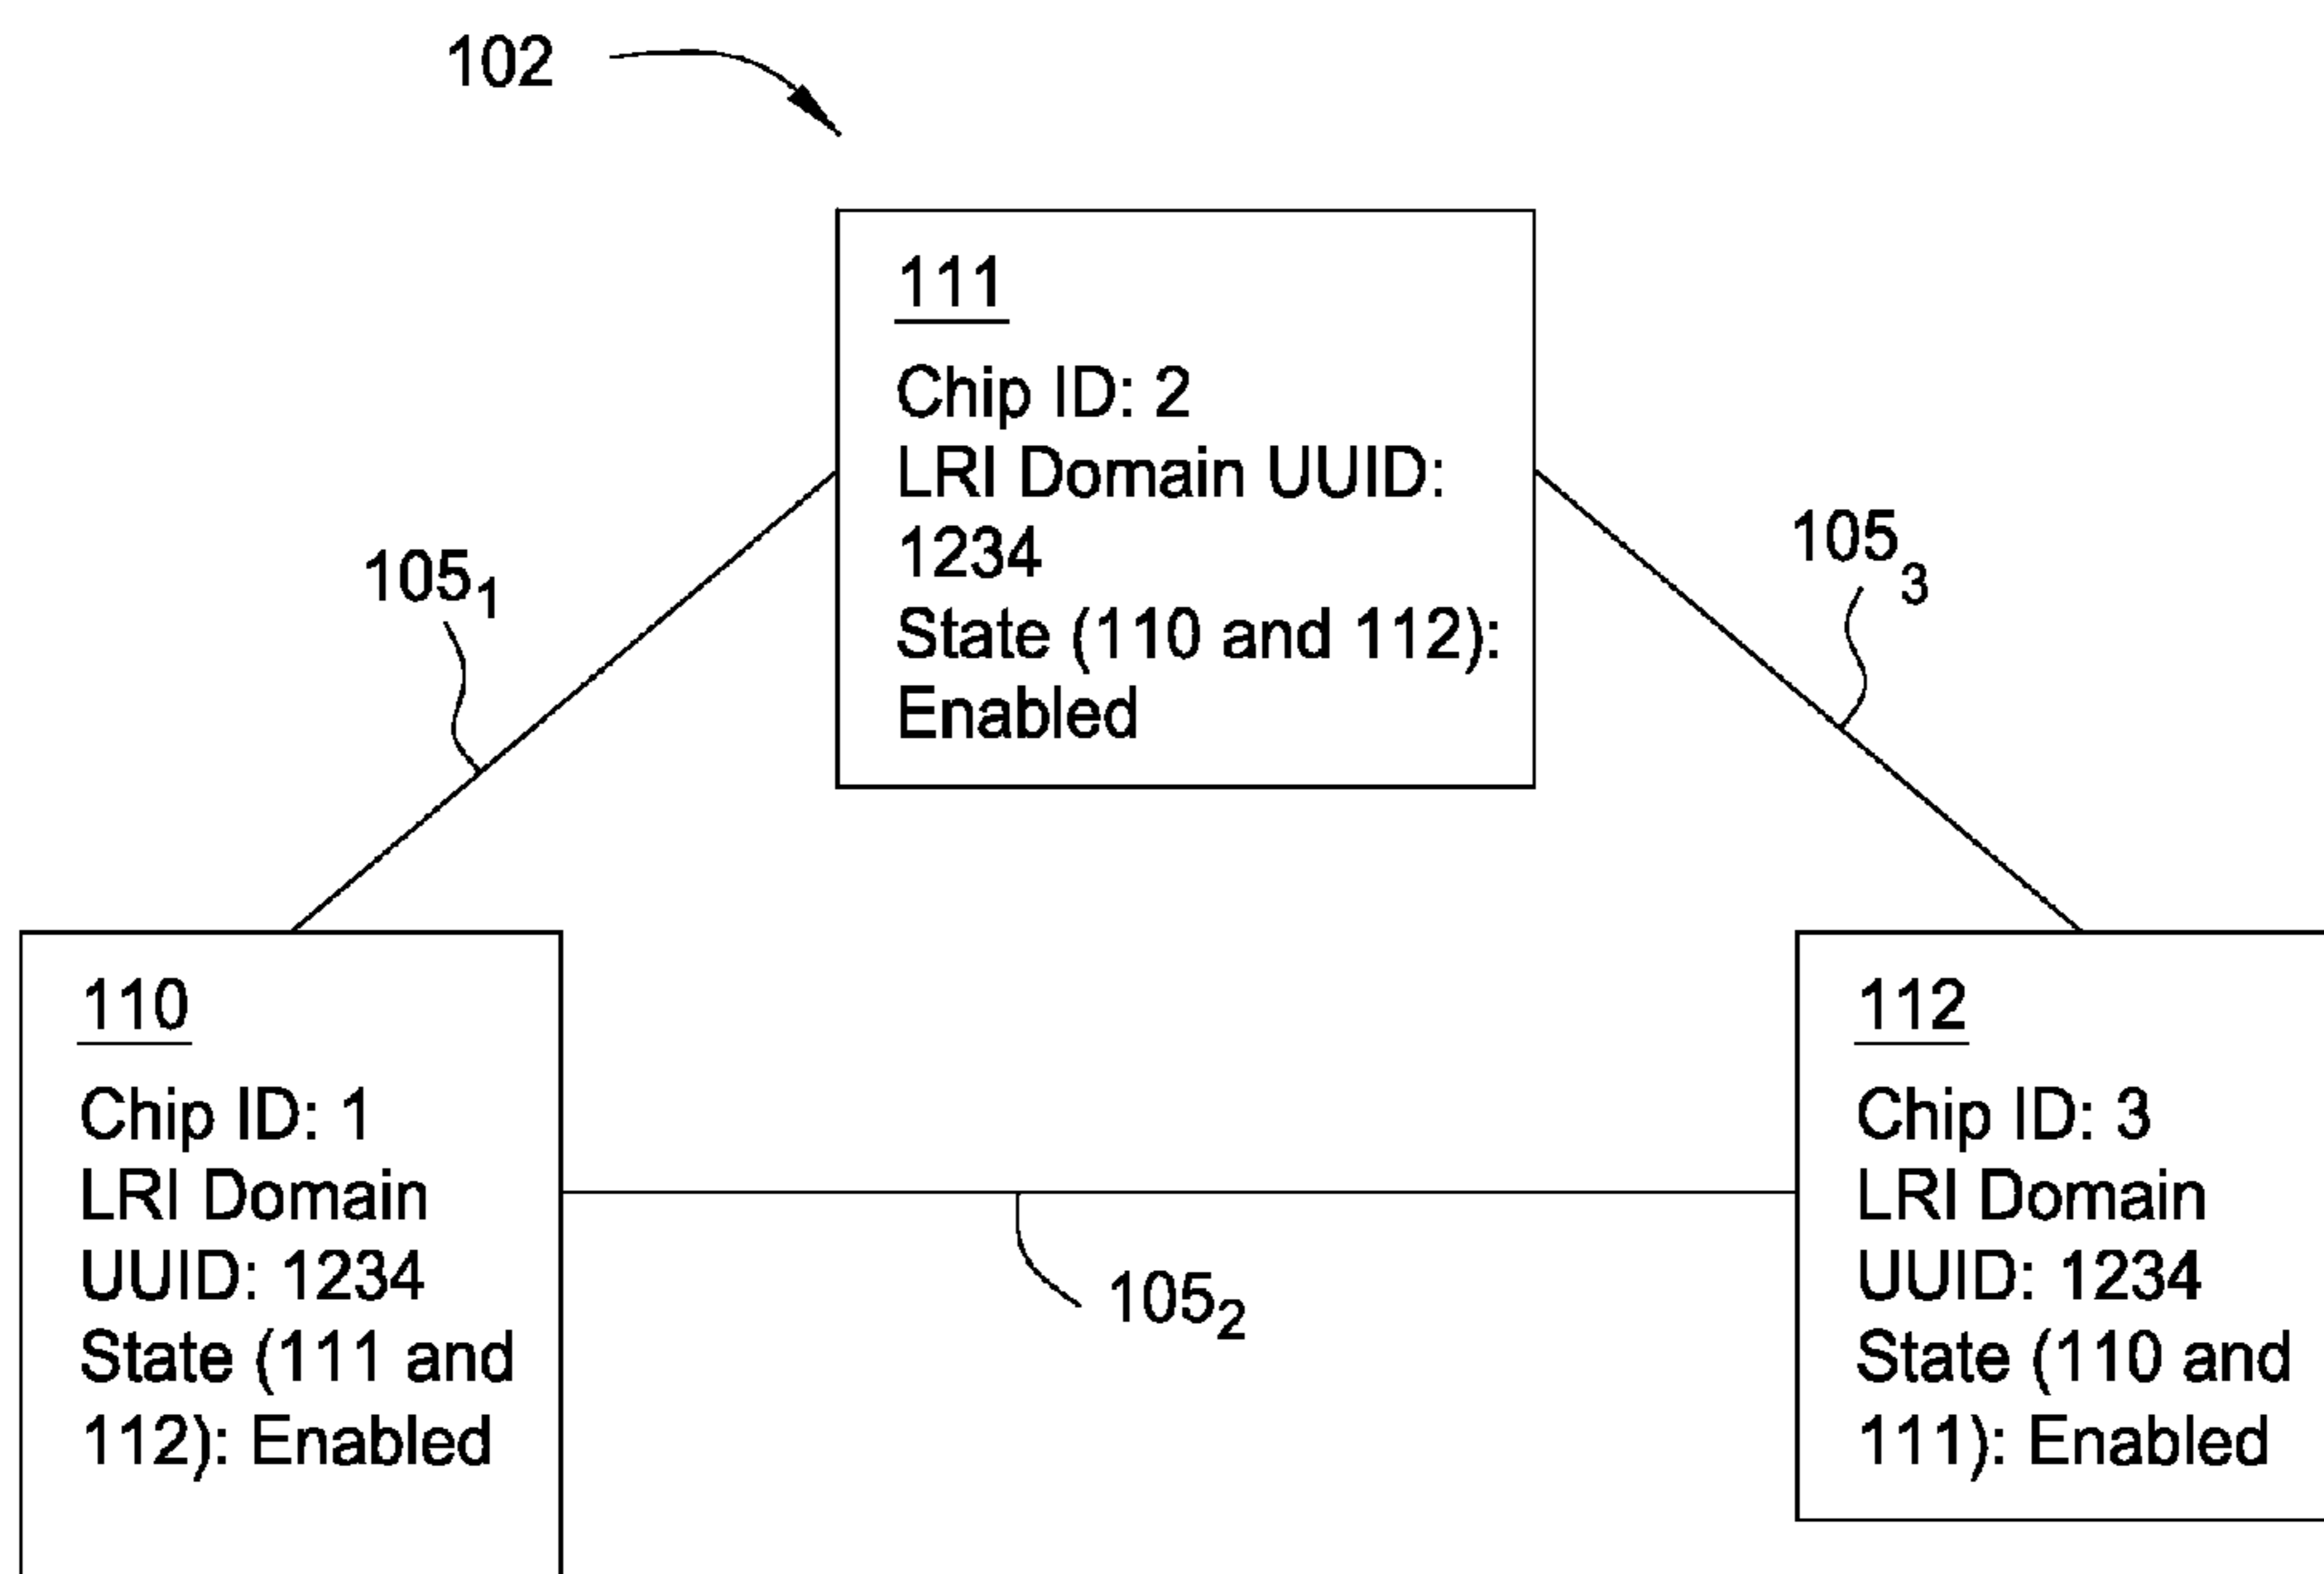 102
111
Chip ID: 2
LRI Domain UUID:
1234
State (110 and 112):
Enabled
105₁
105₃
110
Chip ID: 1
LRI Domain
UUID: 1234
State (111 and
112): Enabled
112
Chip ID: 3
LRI Domain
UUID: 1234
State (110 and
111): Enabled
105₂